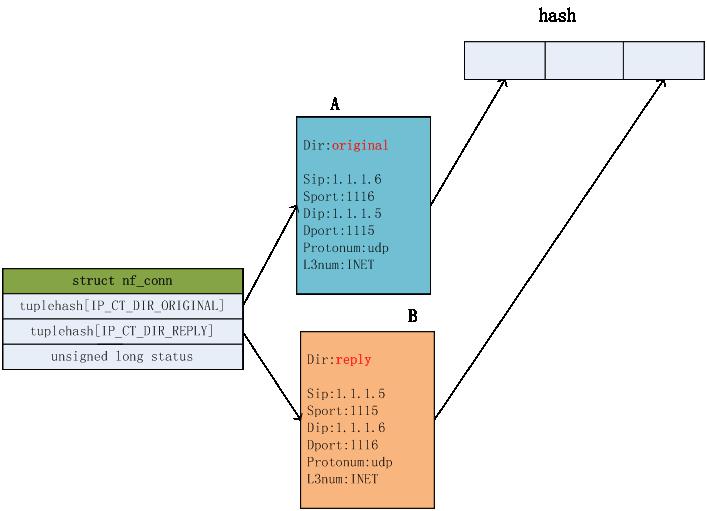 hash
A
Dir:original
Sip:1.1.1.6
Sport:1116
Dip:1.1.1.5
Dport:1115
Protonum:udp
L3num:INET
struct nf_conn
tuplehash[IP_CT_DIR_ORIGINAL]
tuplehash[IP_CT_DIR_REPLY]
unsigned long status
B
Dir:reply
Sip:1.1.1.5
Sport:1115
Dip:1.1.1.6
Dport:1116
Protonum:udp
L3num:INET